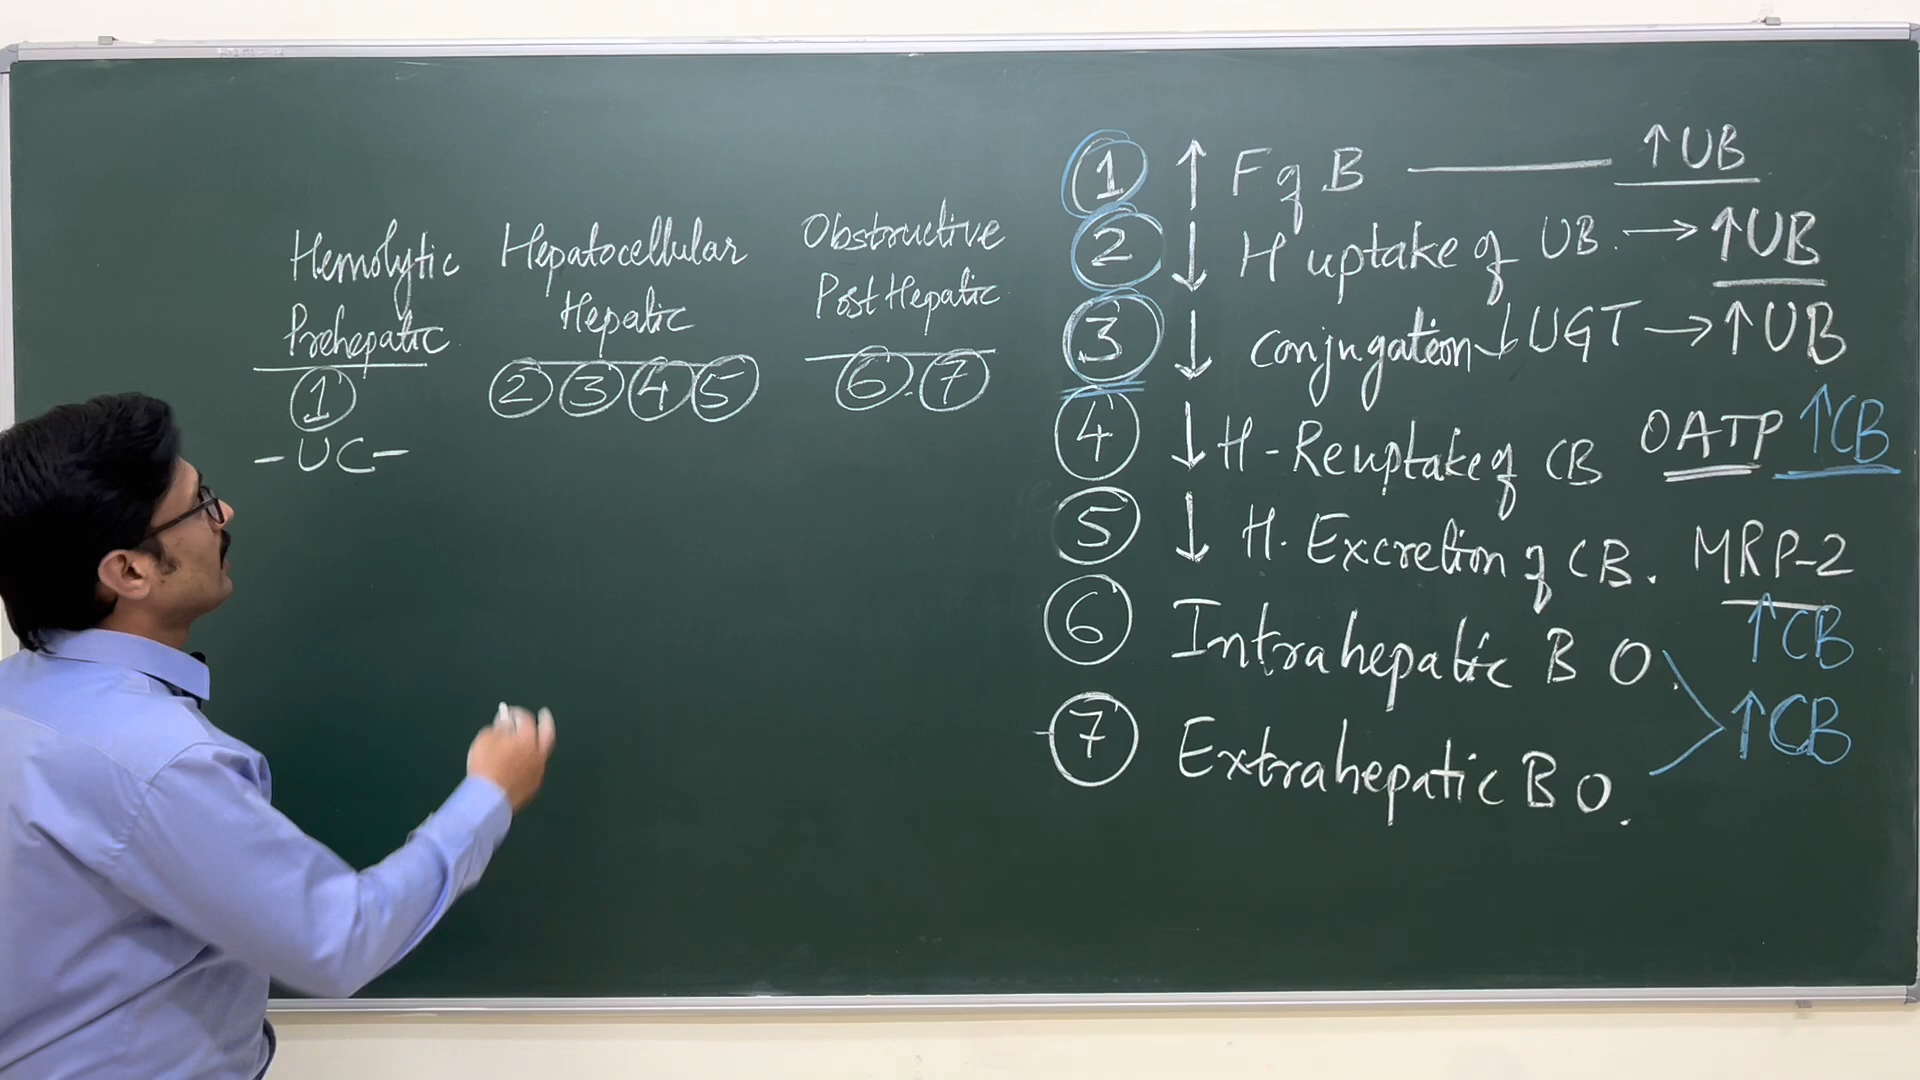 Hemolytic
Prehepatic
①
-UC-
Hepatocellular
Hepatic
② ③ ④ ⑤
Obstructive
Post Hepatic
⑥ . ⑦
① ↑ F of B — ↑UB
② ↓ H uptake of UB. → ↑UB
③ ↓ Conjugation ↓UGT → ↑UB
④ ↓ H-Reuptake of CB OATP ↑CB
⑤ ↓ H. Excretion of CB. MRP-2
↑CB
⑥ Intrahepatic B O.
⑦ Extrahepatic B O.
↑CB